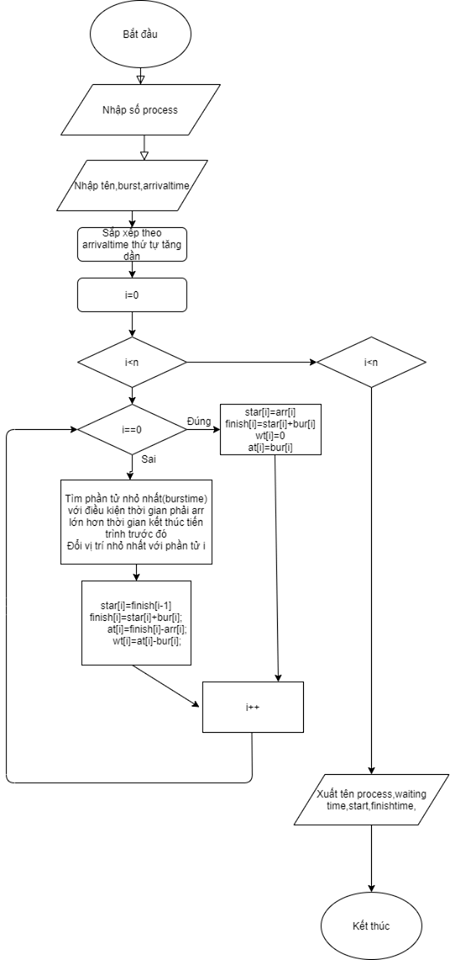 Bắt đầu
Nhập số process
Nhập tên,burst,arrivaltime,
Sắp xếp theo
arrivaltime thứ tự tăng
dần
i=0
i<n
i<n
i==0
Đúng
star[i]=arr[i]
finish[i]=star[i]+bur[i]
wt[i]=0
at[i]=bur[i]
Sai
Tìm phần tử nhỏ nhất(burstime)
với điều kiện thời gian phải arr
lớn hơn thời gian kết thúc tiến
trình trước đó
Đổi vị trí nhỏ nhất với phần tử i
star[i]=finish[i-1]
finish[i]=star[i]+bur[i];
at[i]=finish[i]-arr[i];
wt[i]=at[i]-bur[i];
i++
Xuất tên process,waiting
time,start,finishtime,
Kết thúc